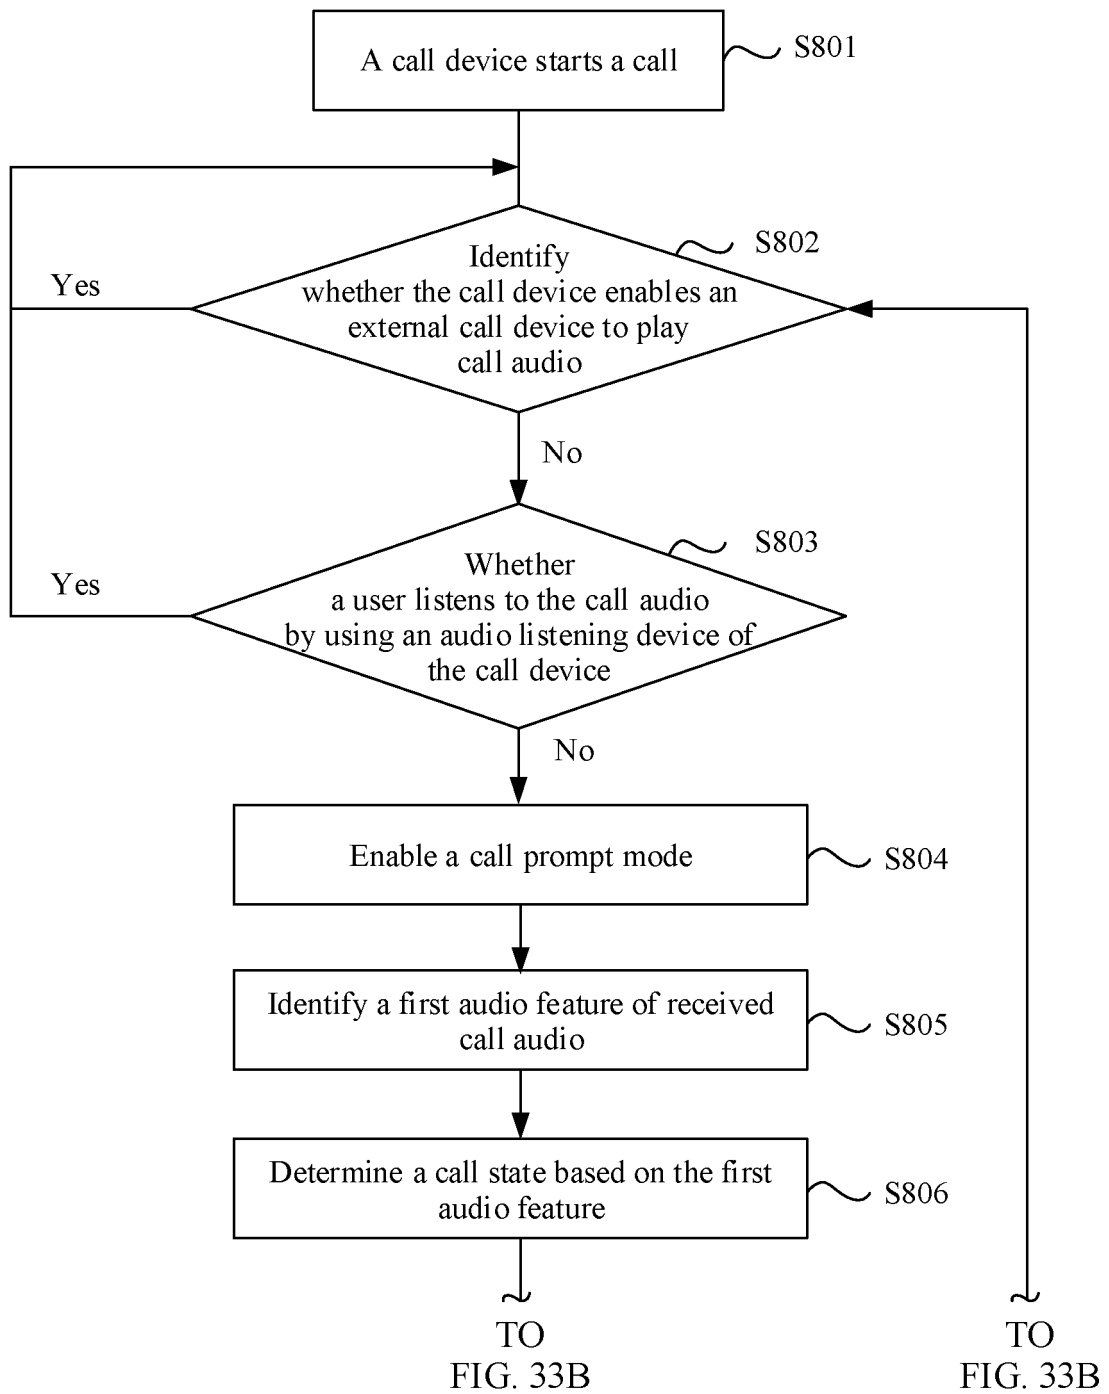 A call device starts a call
S801
S802
Identify
whether the call device enables an
external call device to play
call audio
Yes
No
S803
Whether
a user listens to the call audio
by using an audio listening device of
the call device
Yes
No
Enable a call prompt mode
S804
Identify a first audio feature of received
call audio
S805
Determine a call state based on the first
audio feature
S806
TO
FIG. 33B
TO
FIG. 33B